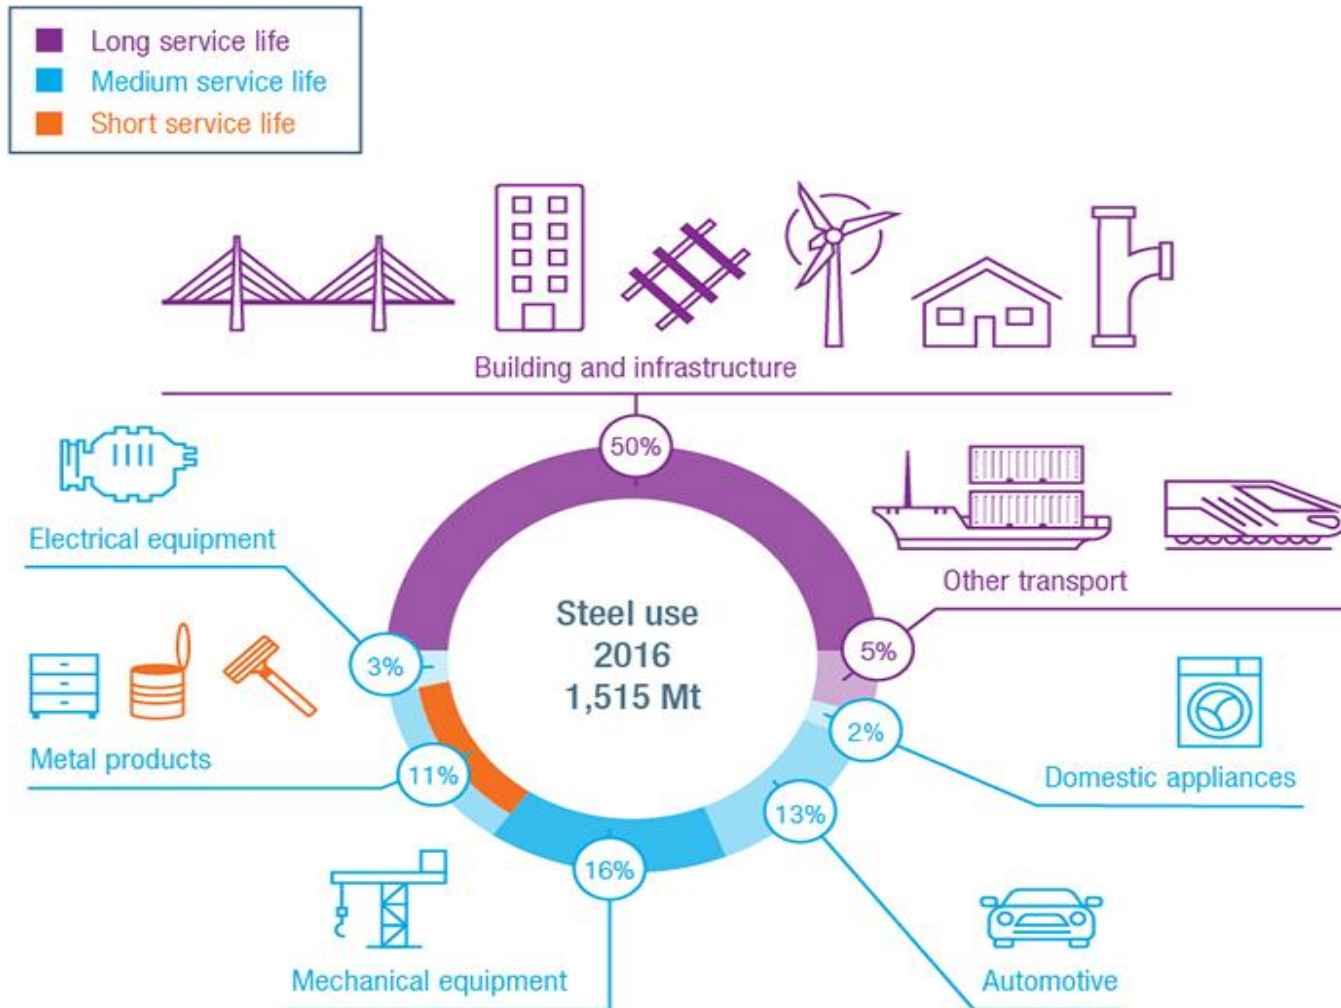 Long service life
Medium service life
Short service life
Building and infrastructure
50%
Electrical equipment
Other transport
Steel use
2016
1,515 Mt
3%
5%
Metal products
2%
Domestic appliances
11%
13%
16%
Mechanical equipment
Automotive